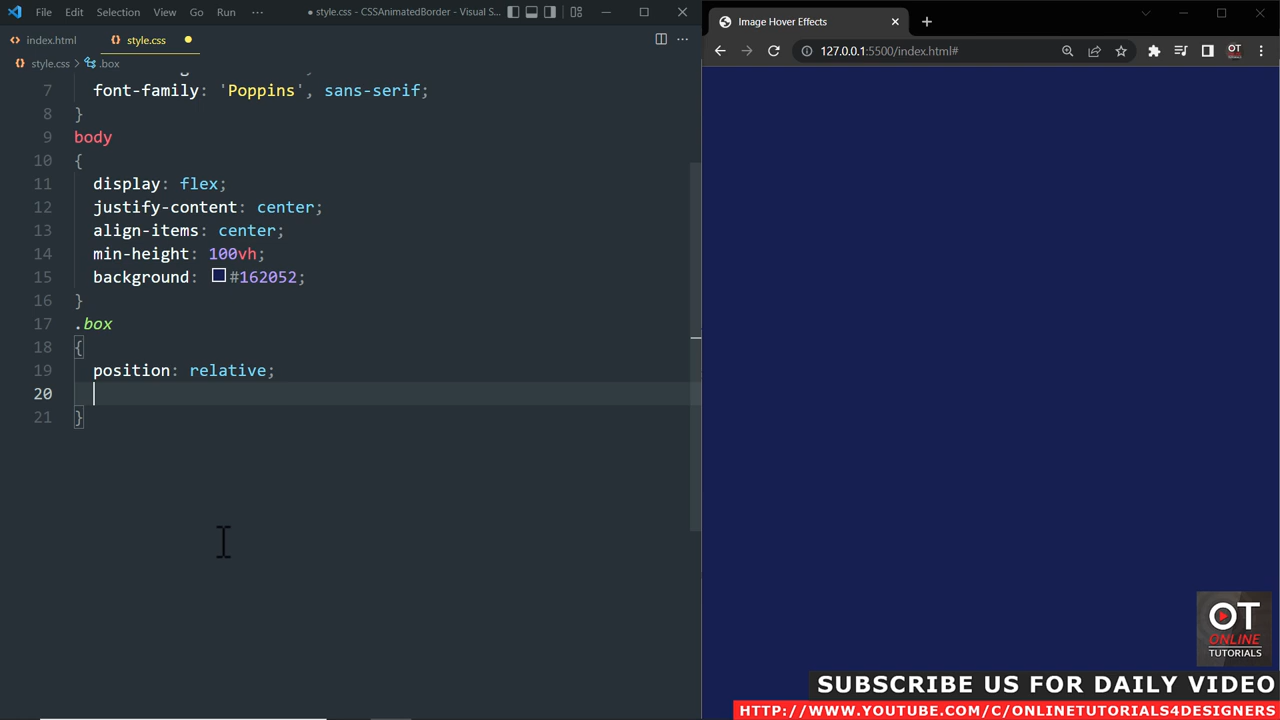 File Edit Selection View Go Run ··· ● style.css - CSSAnimatedBorder - Visual S...
index.html style.css
style.css > .box
7 font-family: 'Poppins', sans-serif;
8 }
9 body
10 {
11 display: flex;
12 justify-content: center;
13 align-items: center;
14 min-height: 100vh;
15 background: #162052;
16 }
17 .box
18 {
19 position: relative;
20
21 }
Image Hover Effects
127.0.0.1:5500/index.html#
OT
OT
ONLINE
TUTORIALS
SUBSCRIBE US FOR DAILY VIDEO
HTTP://WWW.YOUTUBE.COM/C/ONLINETUTORIALS4DESIGNERS